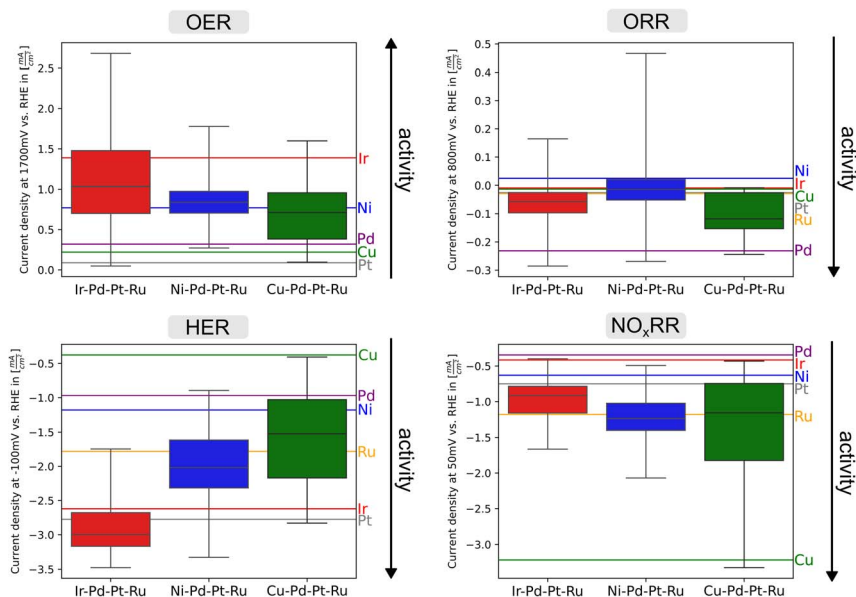 OER
Current density at 1700mV vs. RHE in [mA/cm²]
2.5
2.0
1.5
1.0
0.5
0.0
Ir
Ni
Pd
Cu
Pt
activity
Ir-Pd-Pt-Ru Ni-Pd-Pt-Ru Cu-Pd-Pt-Ru
ORR
Current density at 800mV vs. RHE in [mA/cm²]
0.5
0.4
0.3
0.2
0.1
0.0
−0.1
−0.2
−0.3
Ni
Ir
Cu
Pt
Ru
Pd
activity
Ir-Pd-Pt-Ru Ni-Pd-Pt-Ru Cu-Pd-Pt-Ru
HER
Current density at -100mV vs. RHE in [mA/cm²]
−0.5
−1.0
−1.5
−2.0
−2.5
−3.0
−3.5
Cu
Pd
Ni
Ru
Ir
Pt
activity
Ir-Pd-Pt-Ru Ni-Pd-Pt-Ru Cu-Pd-Pt-Ru
NOₓRR
Current density at 50mV vs. RHE in [mA/cm²]
−0.5
−1.0
−1.5
−2.0
−2.5
−3.0
Pd
Ir
Ni
Pt
Ru
Cu
activity
Ir-Pd-Pt-Ru Ni-Pd-Pt-Ru Cu-Pd-Pt-Ru